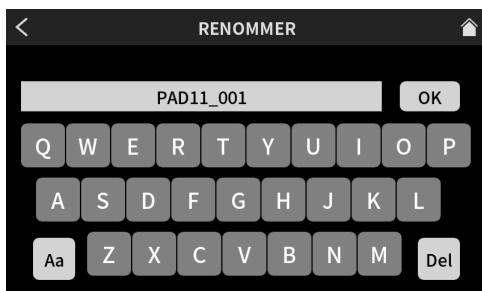 RENOMMER
PAD11_001 OK
Q W E R T Y U I O P
A S D F G H J K L
Aa Z X C V B N M Del